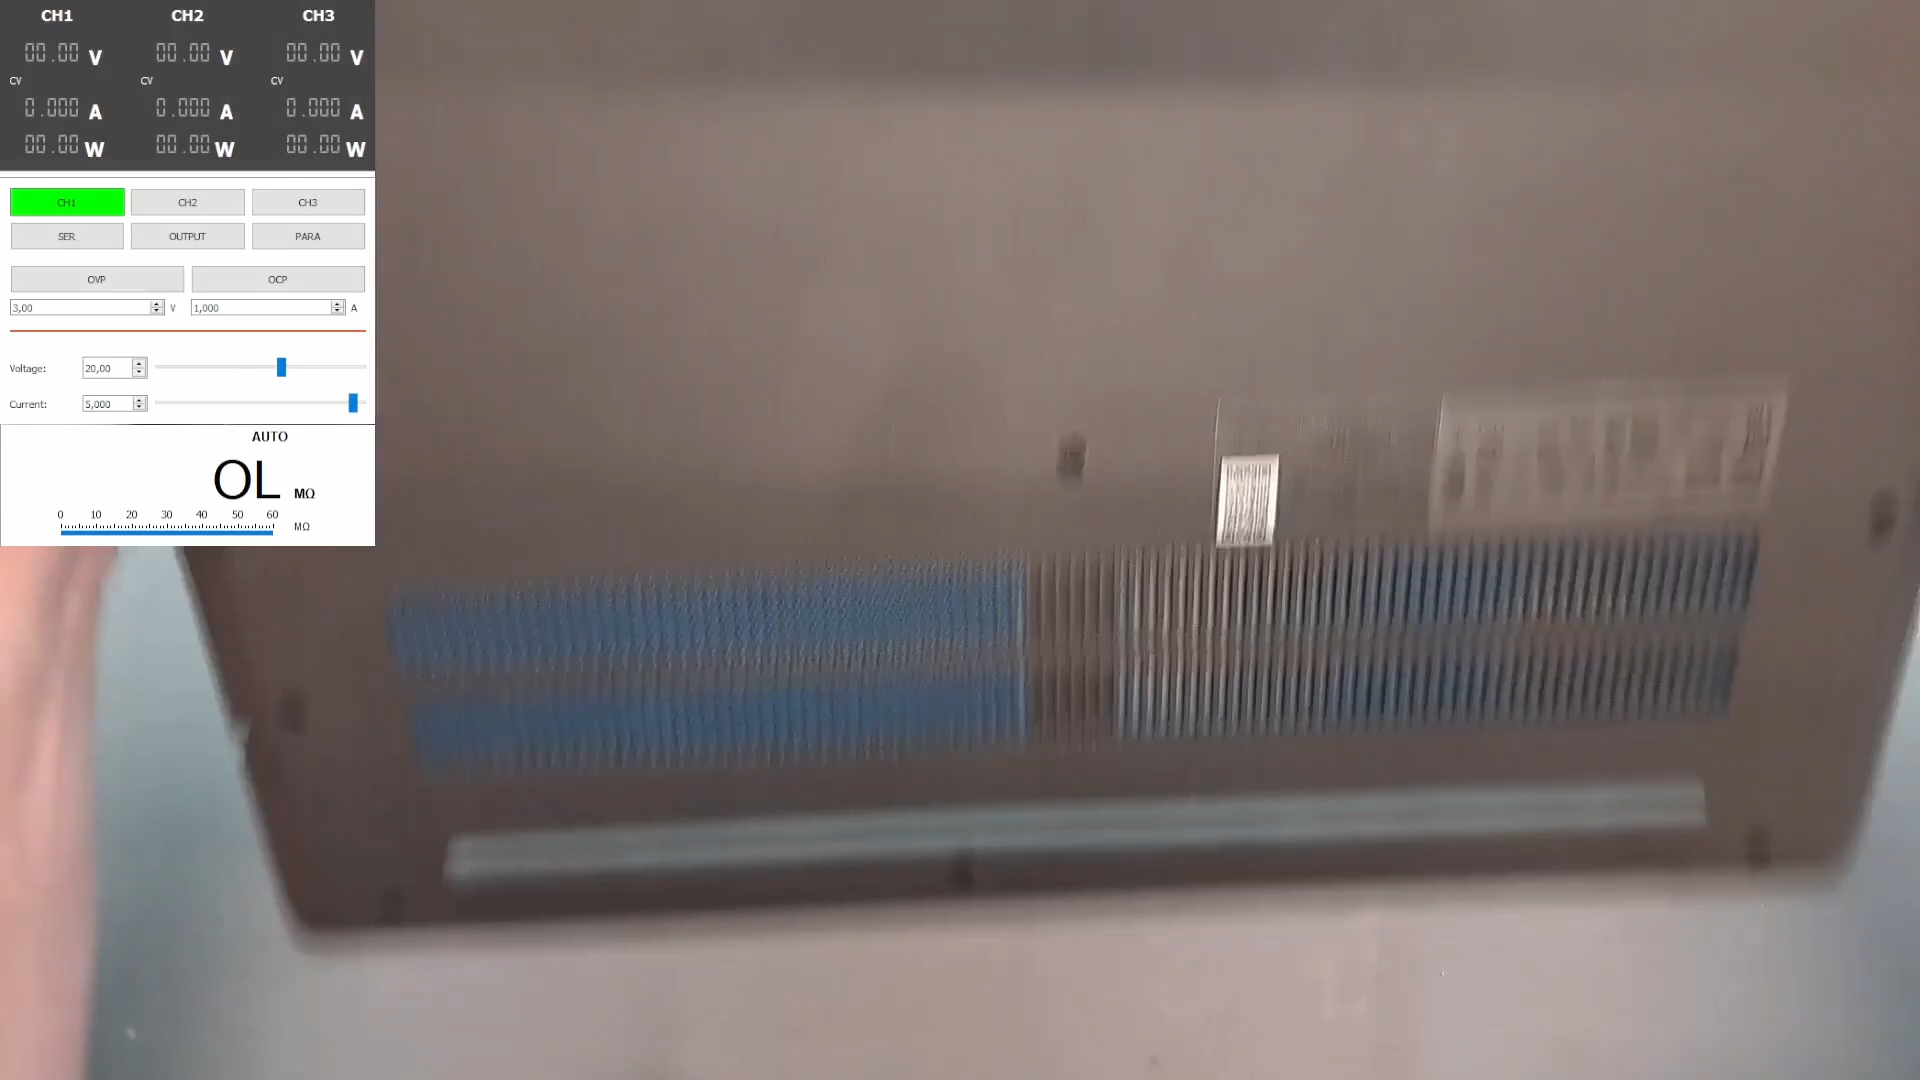 CH1 CH2 CH3
00.00 V 00.00 V 00.00 V
CV CV CV
0.000 A 0.000 A 0.000 A
00.00 W 00.00 W 00.00 W
CH1 CH2 CH3
SER OUTPUT PARA
OVP OCP
3,00 V 1,000 A
Voltage: 20,00
Current: 5,000
AUTO
OL MΩ
0 10 20 30 40 50 60
MΩ